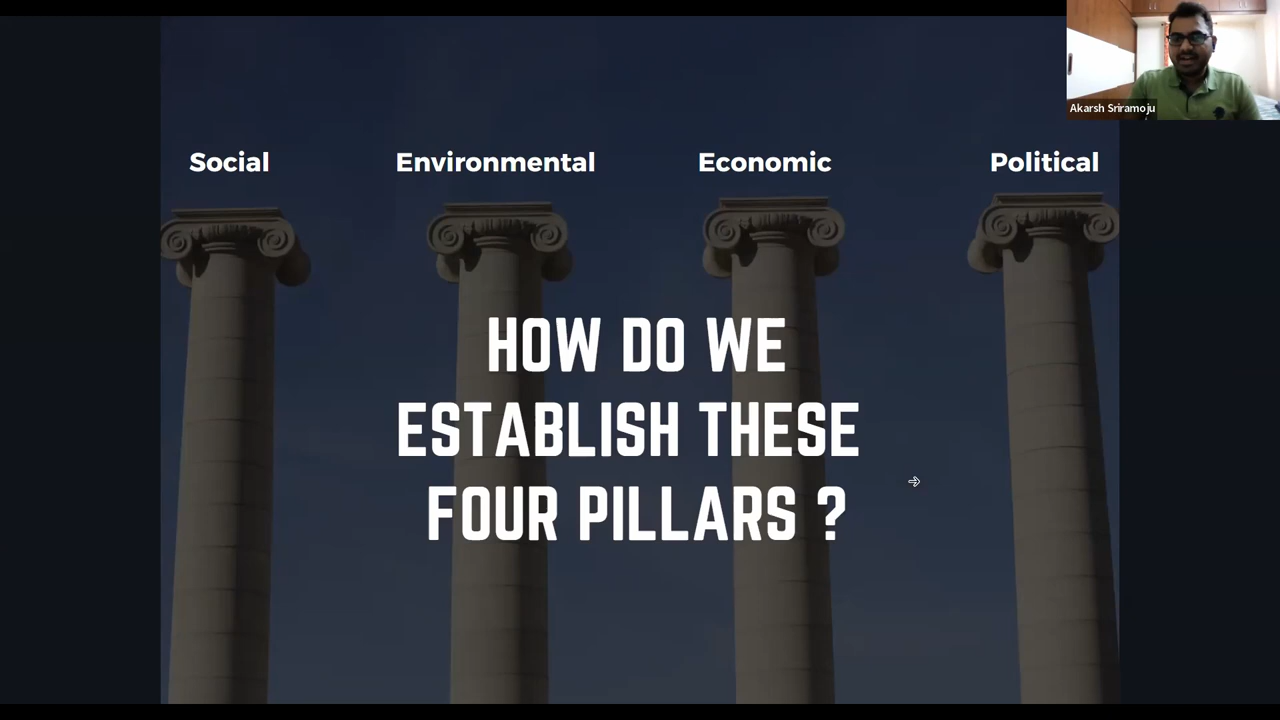 Akarsh Sriramoju
Social Environmental Economic Political
HOW DO WE
ESTABLISH THESE
FOUR PILLARS ?